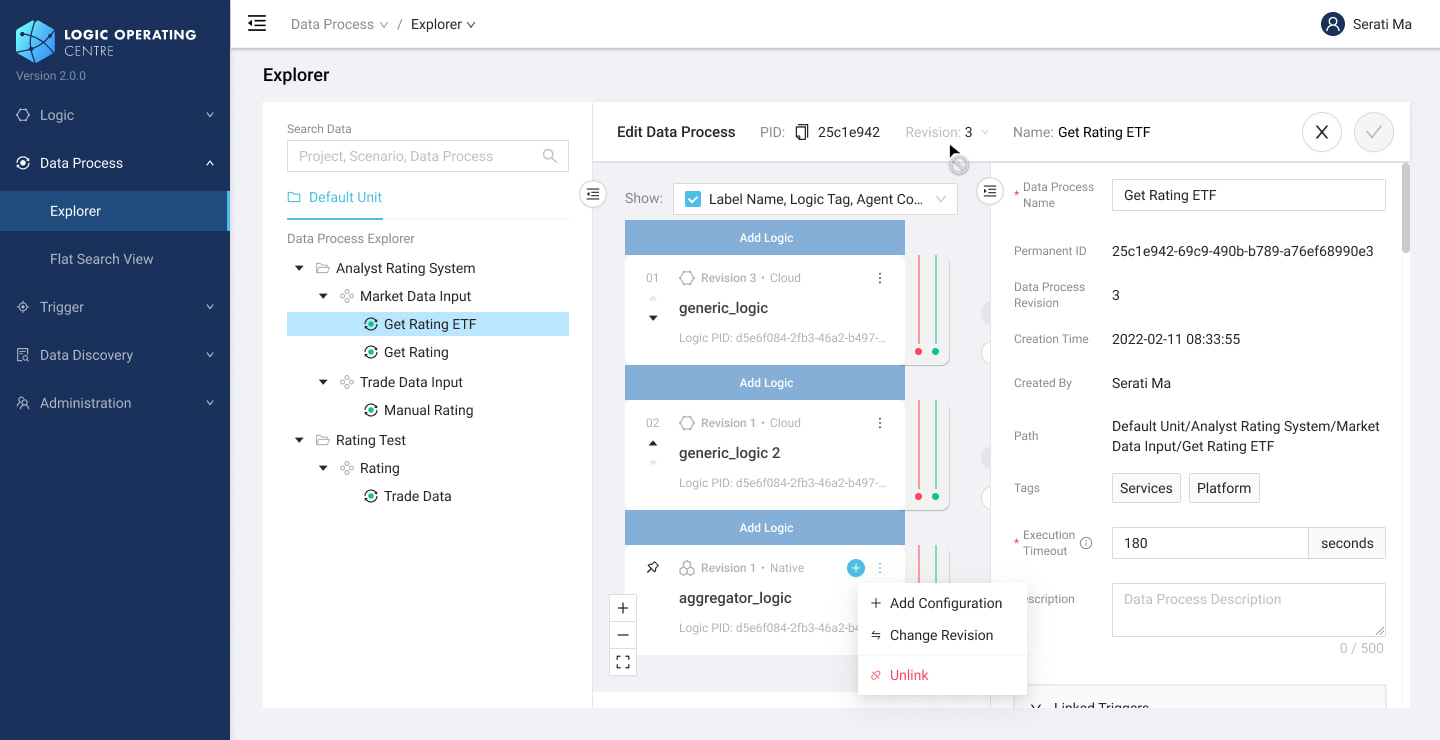 LOGIC OPERATING
CENTRE
Version 2.0.0
Logic
Data Process
Explorer
Flat Search View
Trigger
Data Discovery
Administration
Data Process / Explorer
Serati Ma
Explorer
Search Data
Project, Scenario, Data Process
Default Unit
Data Process Explorer
Analyst Rating System
Market Data Input
Get Rating ETF
Get Rating
Trade Data Input
Manual Rating
Rating Test
Rating
Trade Data
Edit Data Process PID: 25c1e942 Revision: 3 Name: Get Rating ETF
Show: Label Name, Logic Tag, Agent Co...
Add Logic
01 Revision 3 • Cloud
generic_logic
Logic PID: d5e6f084-2fb3-46a2-b497-...
Add Logic
02 Revision 1 • Cloud
generic_logic 2
Logic PID: d5e6f084-2fb3-46a2-b497-...
Add Logic
Revision 1 • Native
aggregator_logic
Logic PID: d5e6f084-2fb3-46a2-b4
Add Configuration
Change Revision
Unlink
* Data Process
Name
Get Rating ETF
Permanent ID 25c1e942-69c9-490b-b789-a76ef68990e3
Data Process
Revision
3
Creation Time 2022-02-11 08:33:55
Created By Serati Ma
Path
Default Unit/Analyst Rating System/Market
Data Input/Get Rating ETF
Tags Services Platform
* Execution
Timeout
180 seconds
escription Data Process Description
0 / 500
Linked Triggers